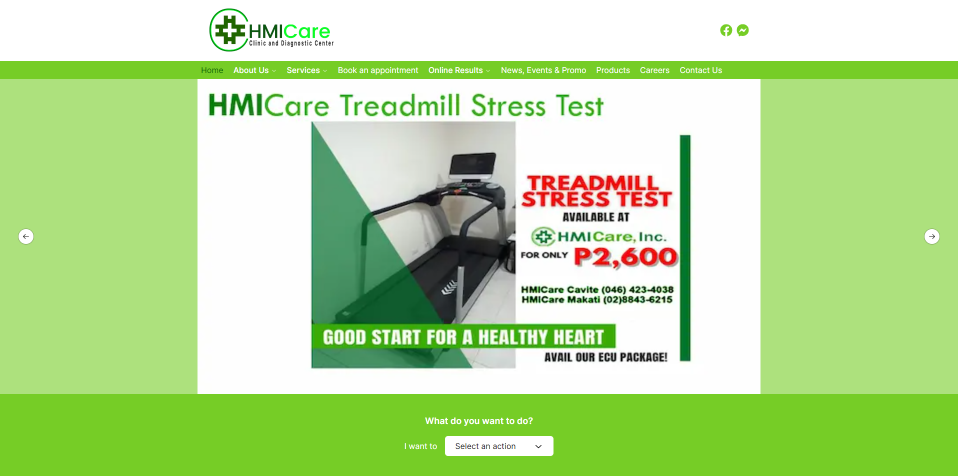 HMICare
Clinic and Diagnostic Center
Home About Us Services Book an appointment Online Results News, Events & Promo Products Careers Contact Us
HMICare Treadmill Stress Test
TREADMILL
STRESS TEST
AVAILABLE AT
HMICare, Inc.
FOR ONLY P2,600
HMICare Cavite (046) 423-4038
HMICare Makati (02)8843-6215
GOOD START FOR A HEALTHY HEART
AVAIL OUR ECU PACKAGE!
What do you want to do?
I want to Select an action